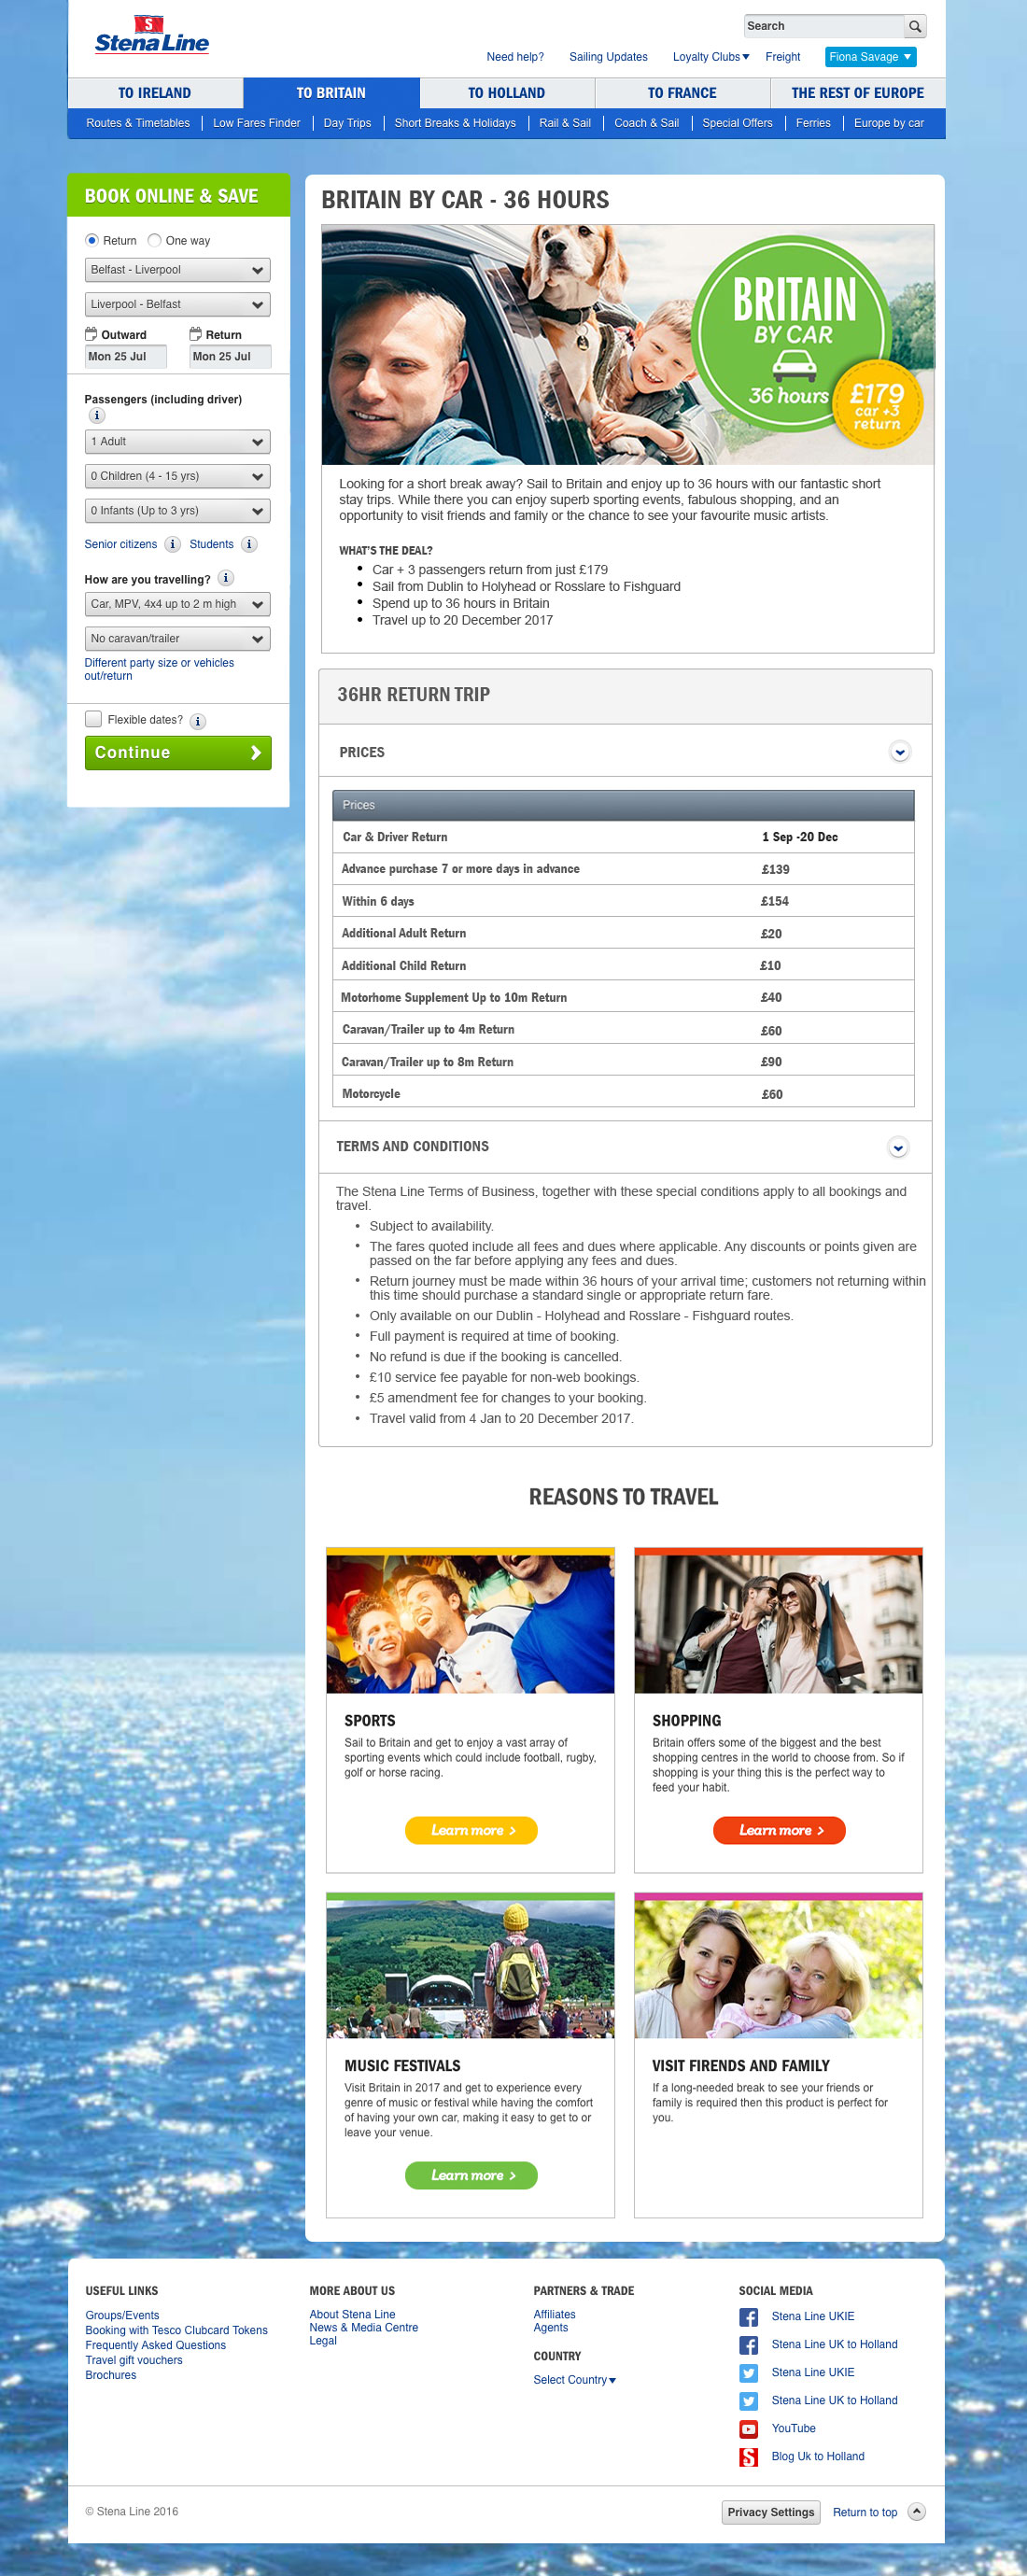 S
Stena Line
Search
Need help? Sailing Updates Loyalty Clubs Freight Fiona Savage
TO IRELAND TO BRITAIN TO HOLLAND TO FRANCE THE REST OF EUROPE
Routes & Timetables Low Fares Finder Day Trips Short Breaks & Holidays Rail & Sail Coach & Sail Special Offers Ferries Europe by car
BOOK ONLINE & SAVE
Return One way
Belfast - Liverpool
Liverpool - Belfast
Outward Return
Mon 25 Jul Mon 25 Jul
Passengers (including driver)
i
1 Adult
0 Children (4 - 15 yrs)
0 Infants (Up to 3 yrs)
Senior citizens i Students i
How are you travelling? i
Car, MPV, 4x4 up to 2 m high
No caravan/trailer
Different party size or vehicles
out/return
Flexible dates? i
Continue
BRITAIN BY CAR - 36 HOURS
BRITAIN
BY CAR
36 hours
£179
car +3
return
Looking for a short break away? Sail to Britain and enjoy up to 36 hours with our fantastic short
stay trips. While there you can enjoy superb sporting events, fabulous shopping, and an
opportunity to visit friends and family or the chance to see your favourite music artists.
WHAT'S THE DEAL?
• Car + 3 passengers return from just £179
• Sail from Dublin to Holyhead or Rosslare to Fishguard
• Spend up to 36 hours in Britain
• Travel up to 20 December 2017
36HR RETURN TRIP
PRICES
Prices
Car & Driver Return 1 Sep -20 Dec
Advance purchase 7 or more days in advance £139
Within 6 days £154
Additional Adult Return £20
Additional Child Return £10
Motorhome Supplement Up to 10m Return £40
Caravan/Trailer up to 4m Return £60
Caravan/Trailer up to 8m Return £90
Motorcycle £60
TERMS AND CONDITIONS
The Stena Line Terms of Business, together with these special conditions apply to all bookings and
travel.
• Subject to availability.
• The fares quoted include all fees and dues where applicable. Any discounts or points given are
passed on the far before applying any fees and dues.
• Return journey must be made within 36 hours of your arrival time; customers not returning within
this time should purchase a standard single or appropriate return fare.
• Only available on our Dublin - Holyhead and Rosslare - Fishguard routes.
• Full payment is required at time of booking.
• No refund is due if the booking is cancelled.
• £10 service fee payable for non-web bookings.
• £5 amendment fee for changes to your booking.
• Travel valid from 4 Jan to 20 December 2017.
REASONS TO TRAVEL
SPORTS
Sail to Britain and get to enjoy a vast array of
sporting events which could include football, rugby,
golf or horse racing.
Learn more >
SHOPPING
Britain offers some of the biggest and the best
shopping centres in the world to choose from. So if
shopping is your thing this is the perfect way to
feed your habit.
Learn more >
MUSIC FESTIVALS
Visit Britain in 2017 and get to experience every
genre of music or festival while having the comfort
of having your own car, making it easy to get to or
leave your venue.
Learn more >
VISIT FIRENDS AND FAMILY
If a long-needed break to see your friends or
family is required then this product is perfect for
you.
USEFUL LINKS
Groups/Events
Booking with Tesco Clubcard Tokens
Frequently Asked Questions
Travel gift vouchers
Brochures
MORE ABOUT US
About Stena Line
News & Media Centre
Legal
PARTNERS & TRADE
Affiliates
Agents
COUNTRY
Select Country
SOCIAL MEDIA
Stena Line UKIE
Stena Line UK to Holland
Stena Line UKIE
Stena Line UK to Holland
YouTube
Blog Uk to Holland
© Stena Line 2016
Privacy Settings Return to top